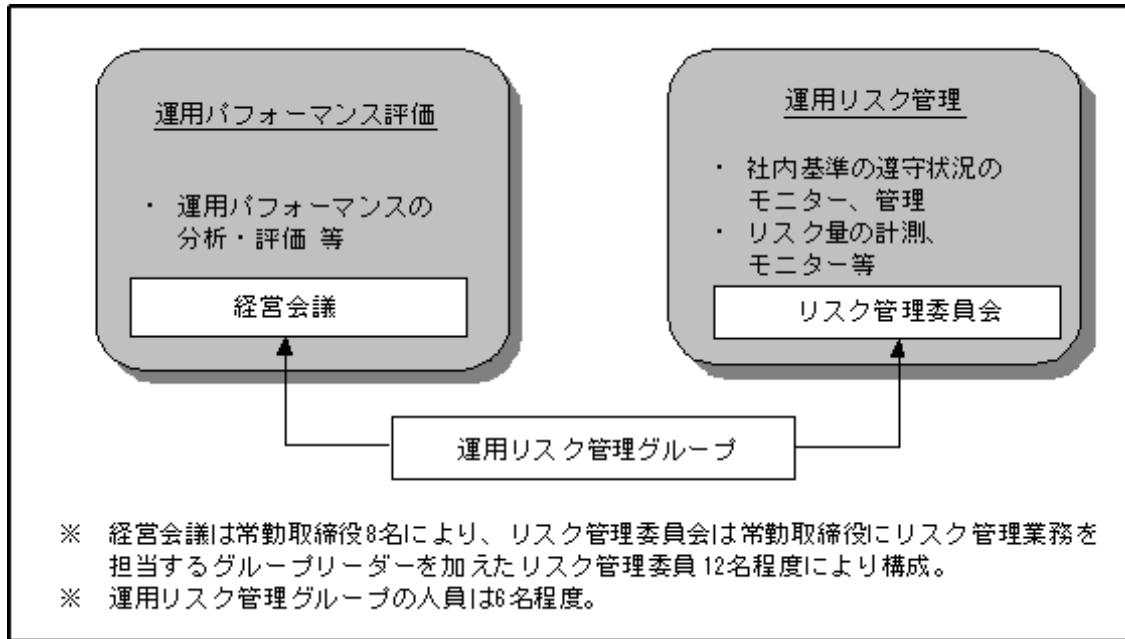 運用パフォーマンス評価
・ 運用パフォーマンスの
分析・評価 等
経営会議
運用リスク管理
・ 社内基準の遵守状況の
モニター、管理
・ リスク量の計測、
モニター等
リスク管理委員会
運用リスク管理グループ
※ 経営会議は常勤取締役8名により、リスク管理委員会は常勤取締役にリスク管理業務を
担当するグループリーダーを加えたリスク管理委員12名程度により構成。
※ 運用リスク管理グループの人員は6名程度。